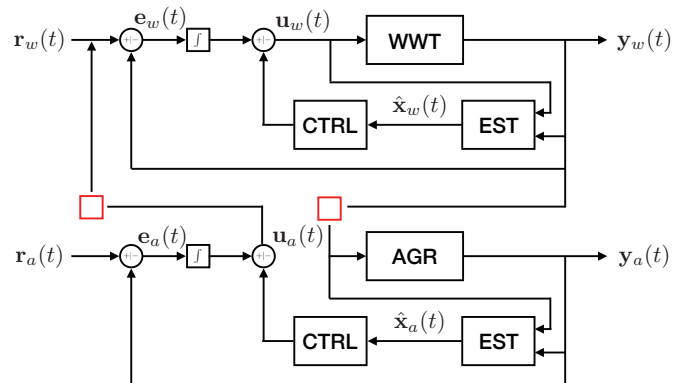 e_w(t) u_w(t)
r_w(t) +|− ∫ +|− WWT y_w(t)
x̂_w(t)
CTRL EST
e_a(t) u_a(t)
r_a(t) +|− ∫ +|− AGR y_a(t)
x̂_a(t)
CTRL EST